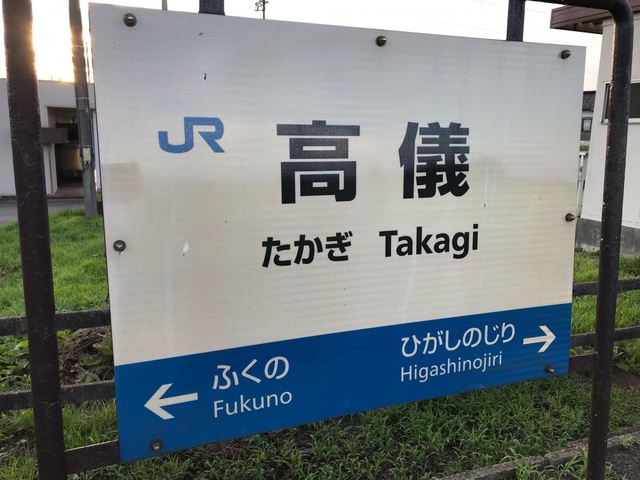 JR
高儀
たかぎ Takagi
← ふくの
Fukuno
ひがしのじり →
Higashinojiri